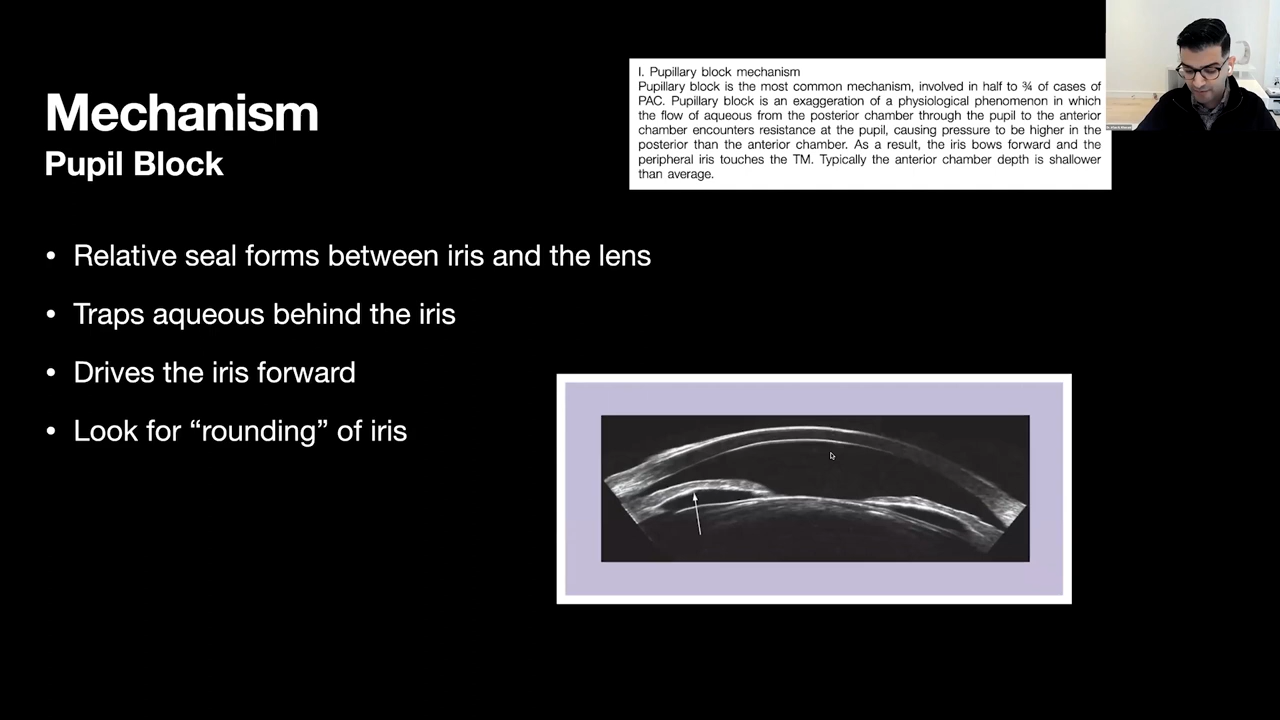 Mechanism
Pupil Block
• Relative seal forms between iris and the lens
• Traps aqueous behind the iris
• Drives the iris forward
• Look for “rounding” of iris
I. Pupillary block mechanism
Pupillary block is the most common mechanism, involved in half to ¾ of cases of
PAC. Pupillary block is an exaggeration of a physiological phenomenon in which
the flow of aqueous from the posterior chamber through the pupil to the anterior
chamber encounters resistance at the pupil, causing pressure to be higher in the
posterior than the anterior chamber. As a result, the iris bows forward and the
peripheral iris touches the TM. Typically the anterior chamber depth is shallower
than average.